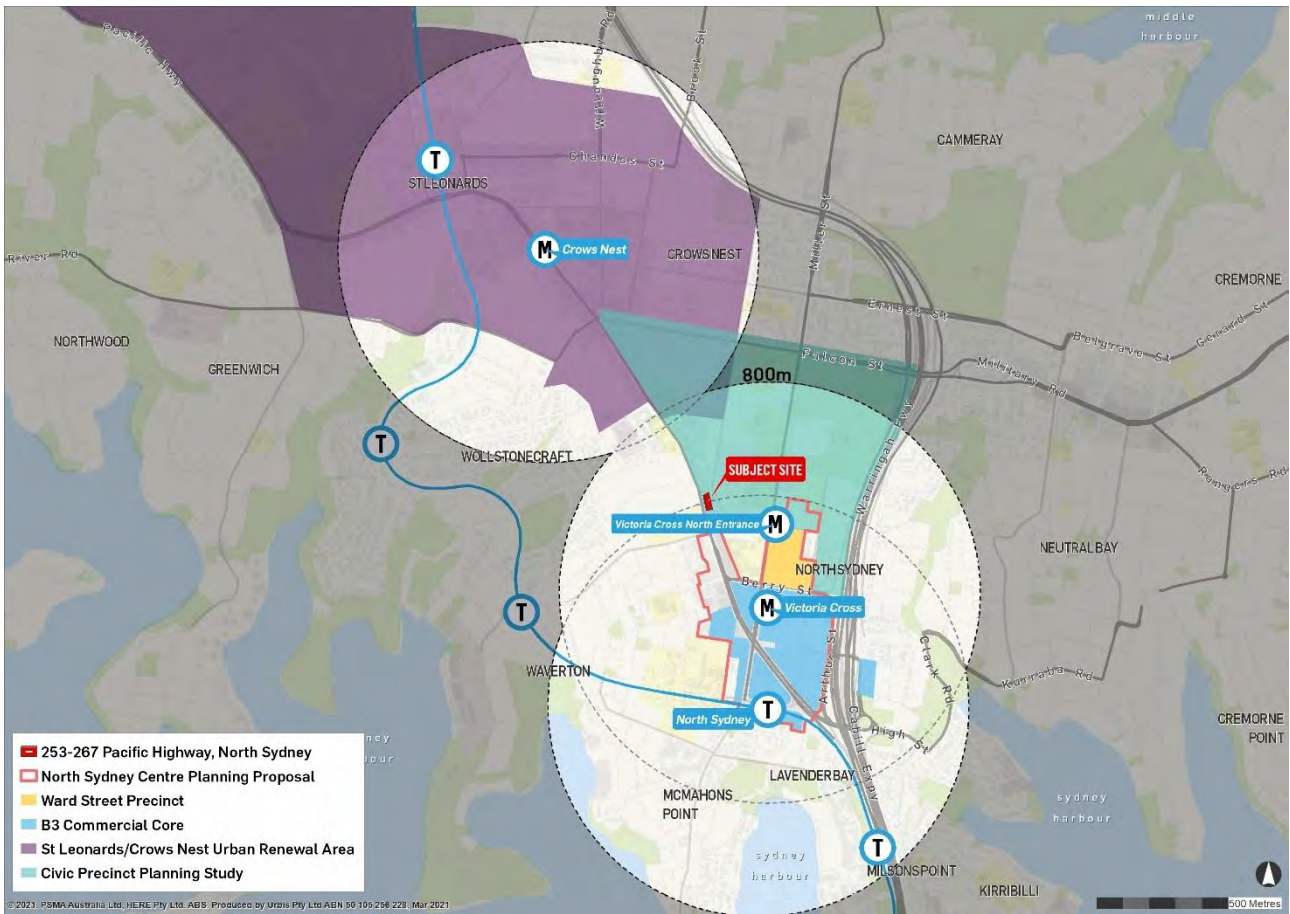 middle
harbour
Pacific Hwy
Willoughby Rd
Brook St
CAMMERAY
T
Chandos St
ST LEONARDS
Miller St
M Crows Nest
CROWS NEST
River Rd
CREMORNE
Ernest St
Gerard St
NORTHWOOD
Belgrave St
GREENWICH
Falcon St
Military Rd
800m
Warringah Fwy
T
WOLLSTONECRAFT
SUBJECT SITE
Rangers Rd
Victoria Cross North Entrance M
NEUTRAL BAY
NORTH SYDNEY
Berry St
T
M Victoria Cross
Arthur St
Clark Rd
WAVERTON
Kurraba Rd
North Sydney T
Cahill Expy
High St
CREMORNE
POINT
LAVENDER BAY
MCMAHONS
POINT
sydney
harbour
T
sydney
harbour
MILSONS POINT
KIRRIBILLI
ney
harbour
253-267 Pacific Highway, North Sydney
North Sydney Centre Planning Proposal
Ward Street Precinct
B3 Commercial Core
St Leonards/Crows Nest Urban Renewal Area
Civic Precinct Planning Study
500 Metres
© 2021. PSMA Australia Ltd, HERE Pty Ltd. ABS. Produced by Urbis Pty Ltd ABN 50 105 256 228, Mar 2021